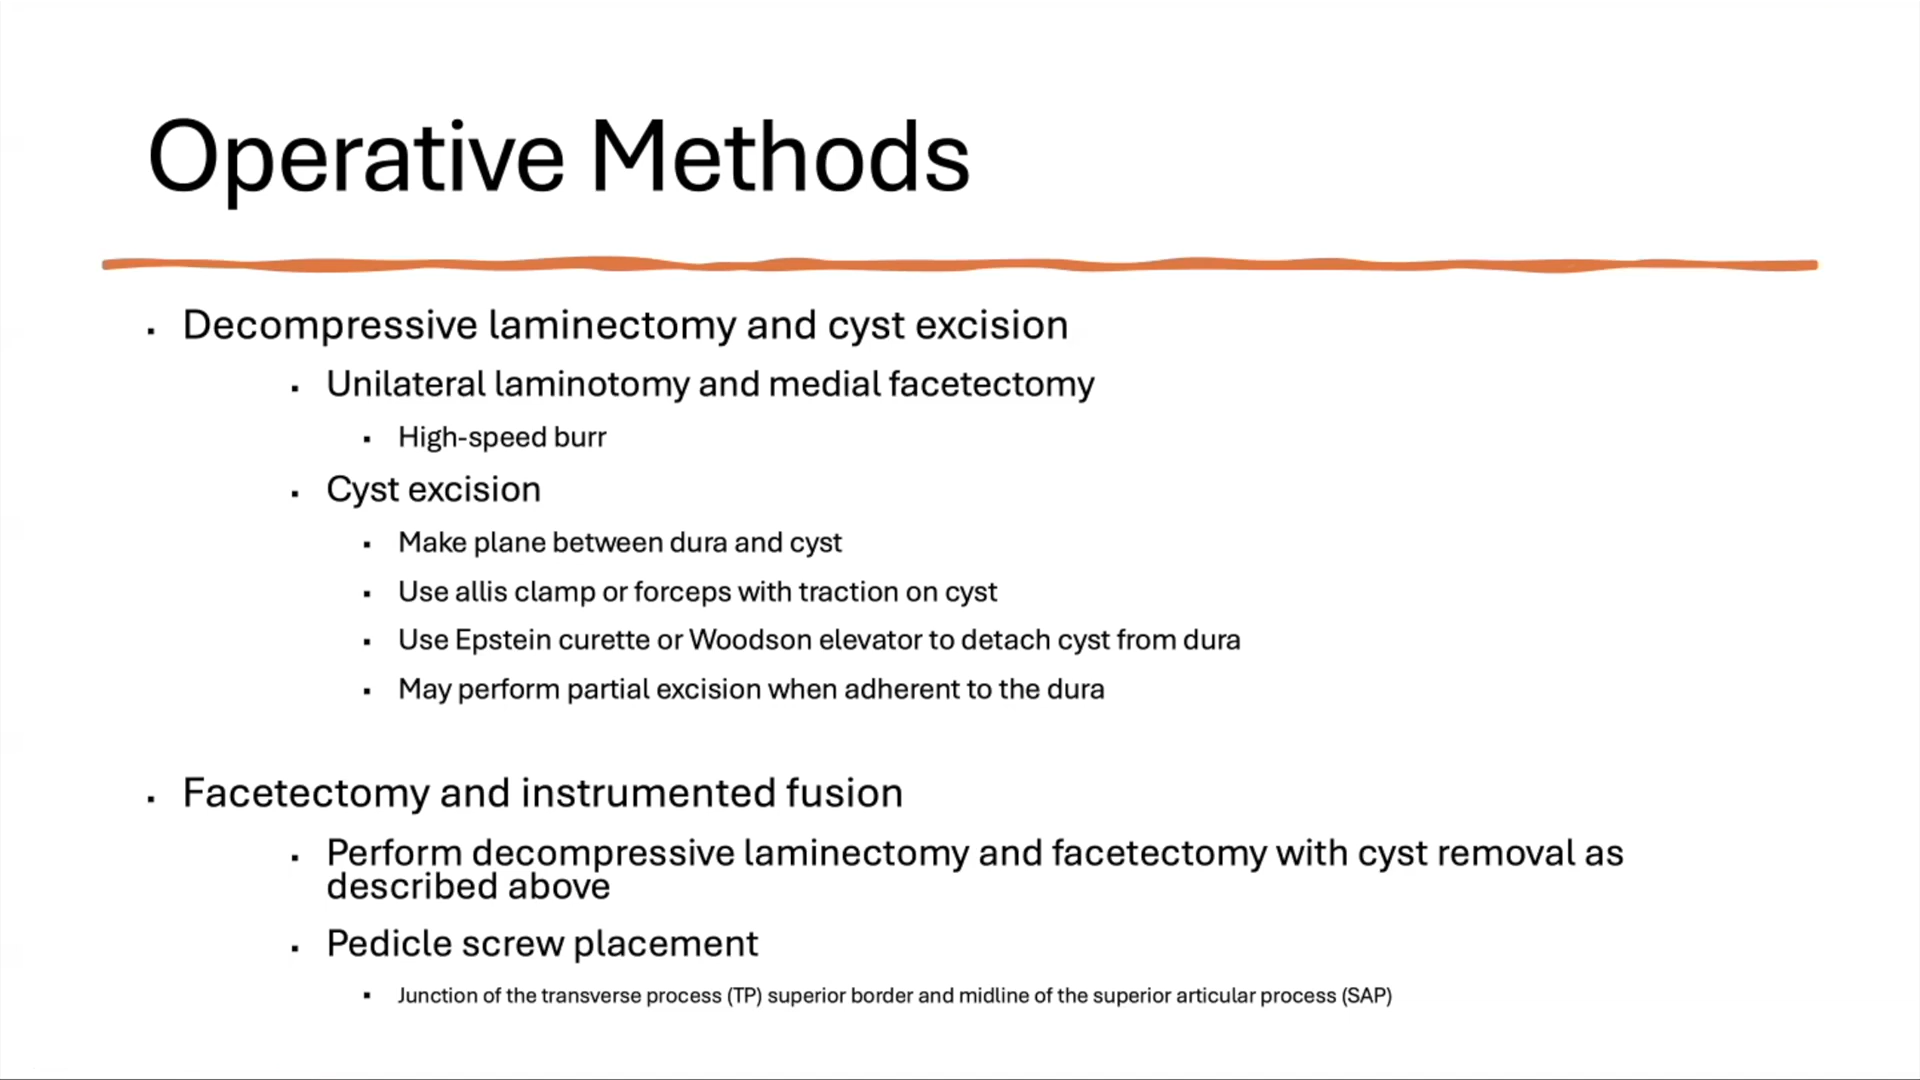 Operative Methods
Decompressive laminectomy and cyst excision
Unilateral laminotomy and medial facetectomy
High-speed burr
Cyst excision
Make plane between dura and cyst
Use allis clamp or forceps with traction on cyst
Use Epstein curette or Woodson elevator to detach cyst from dura
May perform partial excision when adherent to the dura
Facetectomy and instrumented fusion
Perform decompressive laminectomy and facetectomy with cyst removal as
described above
Pedicle screw placement
Junction of the transverse process (TP) superior border and midline of the superior articular process (SAP)